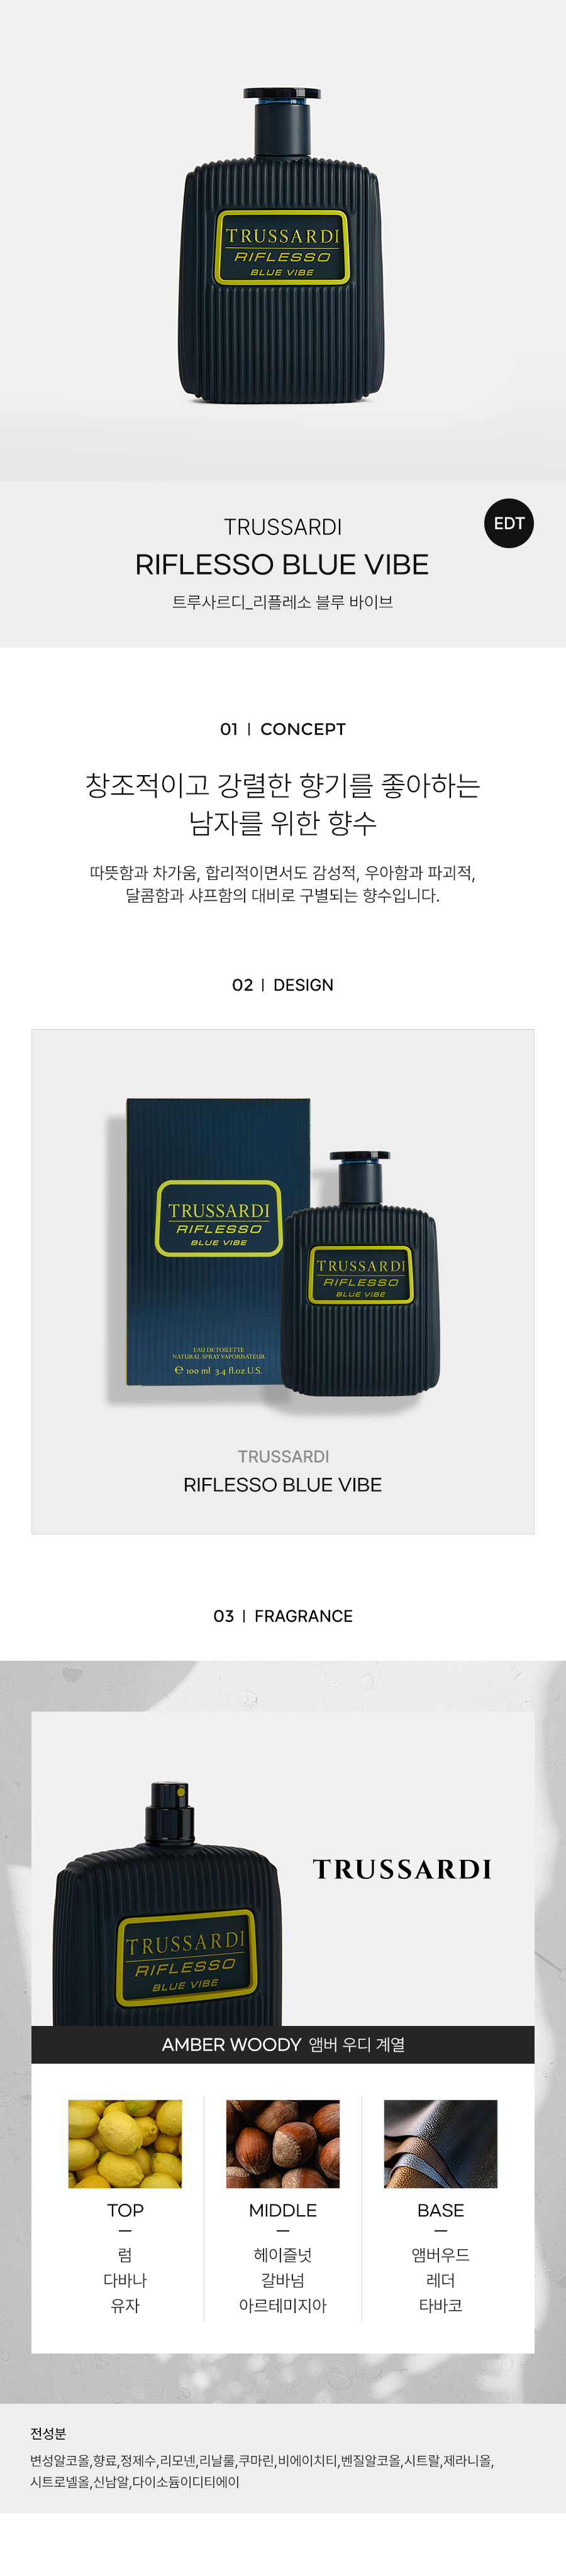 TRUSSARDI
RIFLESSO
BLUE VIBE
EDT
TRUSSARDI
RIFLESSO BLUE VIBE
트루사르디_리플레소 블루 바이브
01 | CONCEPT
창조적이고 강렬한 향기를 좋아하는
남자를 위한 향수
따뜻함과 차가움, 합리적이면서도 감성적, 우아함과 파괴적,
달콤함과 샤프함의 대비로 구별되는 향수입니다.
02 | DESIGN
TRUSSARDI
RIFLESSO
BLUE VIBE
EAU DE TOILETTE
NATURAL SPRAY VAPORISATEUR
℮ 100 ml 3.4 fl.oz.U.S.
TRUSSARDI
RIFLESSO
BLUE VIBE
TRUSSARDI
RIFLESSO BLUE VIBE
03 | FRAGRANCE
TRUSSARDI
RIFLESSO
BLUE VIBE
TRUSSARDI
AMBER WOODY 앰버 우디 계열
TOP
럼
다바나
유자
MIDDLE
헤이즐넛
갈바넘
아르테미지아
BASE
앰버우드
레더
타바코
전성분
변성알코올,향료,정제수,리모넨,리날룰,쿠마린,비에이치티,벤질알코올,시트랄,제라니올,
시트로넬올,신남알,다이소듐이디티에이